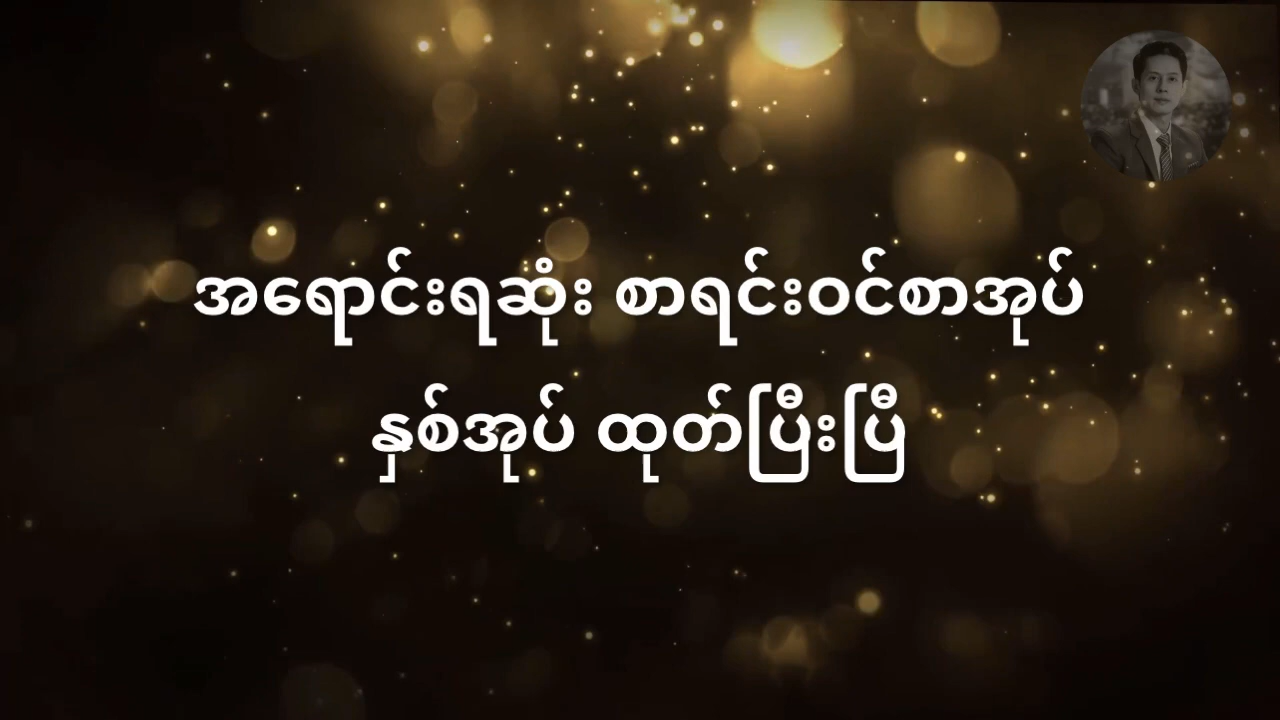 အရောင်းရဆုံး စာရင်းဝင်စာအုပ်
နှစ်အုပ် ထုတ်ပြီးပြီ